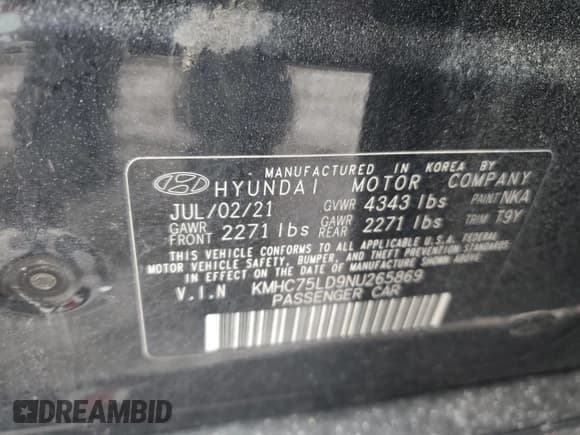 MANUFACTURED IN KOREA BY
HYUNDAI MOTOR COMPANY
JUL/02/21 GVWR 4343 lbs PAINT NKA
GAWR FRONT 2271 lbs GAWR REAR 2271 lbs TRIM T9Y
THIS VEHICLE CONFORMS TO ALL APPLICABLE U.S.A. FEDERAL
MOTOR VEHICLE SAFETY, BUMPER, AND THEFT PREVENTION STANDARDS
IN EFFECT ON THE DATE OF MANUFACTURE SHOWN ABOVE
V.I.N KMHC75LD9NU265869
PASSENGER CAR
DREAMBID